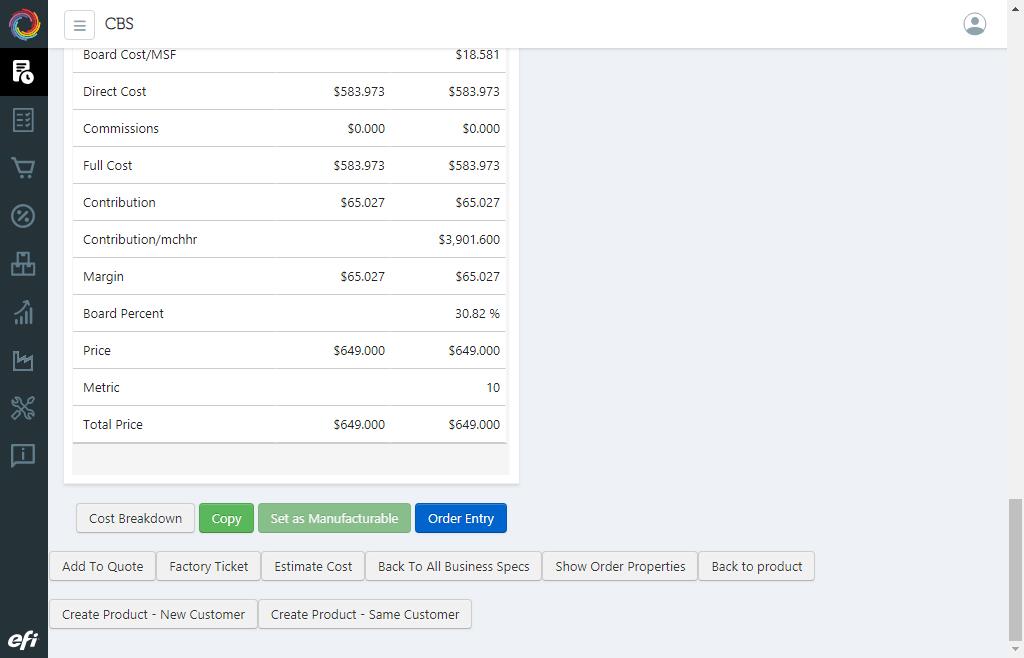 CBS
Board Cost/MSF $18.581
Direct Cost $583.973 $583.973
Commissions $0.000 $0.000
Full Cost $583.973 $583.973
Contribution $65.027 $65.027
Contribution/mchhr $3,901.600
Margin $65.027 $65.027
Board Percent 30.82 %
Price $649.000 $649.000
Metric 10
Total Price $649.000 $649.000
Cost Breakdown Copy Set as Manufacturable Order Entry
Add To Quote Factory Ticket Estimate Cost Back To All Business Specs Show Order Properties Back to product
Create Product - New Customer Create Product - Same Customer
efi